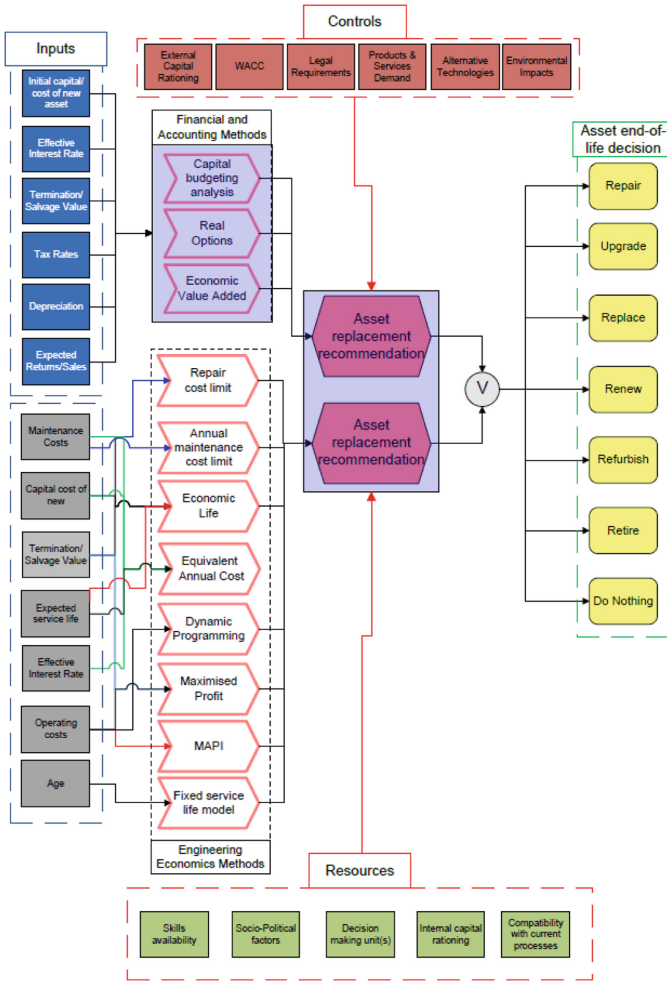 Controls
External
Capital
Rationing
WACC
Legal
Requirements
Products &
Services
Demand
Alternative
Technologies
Environmental
Impacts
Inputs
Initial capital/
cost of new
asset
Effective
Interest Rate
Termination/
Salvage Value
Tax Rates
Depreciation
Expected
Returns/Sales
Maintenance
Costs
Capital cost of
new
Termination/
Salvage Value
Expected
service life
Effective
Interest Rate
Operating
costs
Age
Financial and
Accounting Methods
Capital
budgeting
analysis
Real
Options
Economic
Value Added
Repair
cost limit
Annual
maintenance
cost limit
Economic
Life
Equivalent
Annual Cost
Dynamic
Programming
Maximised
Profit
MAPI
Fixed service
life model
Engineering
Economics Methods
Asset
replacement
recommendation
Asset
replacement
recommendation
V
Asset end-of-
life decision
Repair
Upgrade
Replace
Renew
Refurbish
Retire
Do Nothing
Resources
Skills
availability
Socio-Political
factors
Decision
making unit(s)
Internal capital
rationing
Compatibility
with current
processes